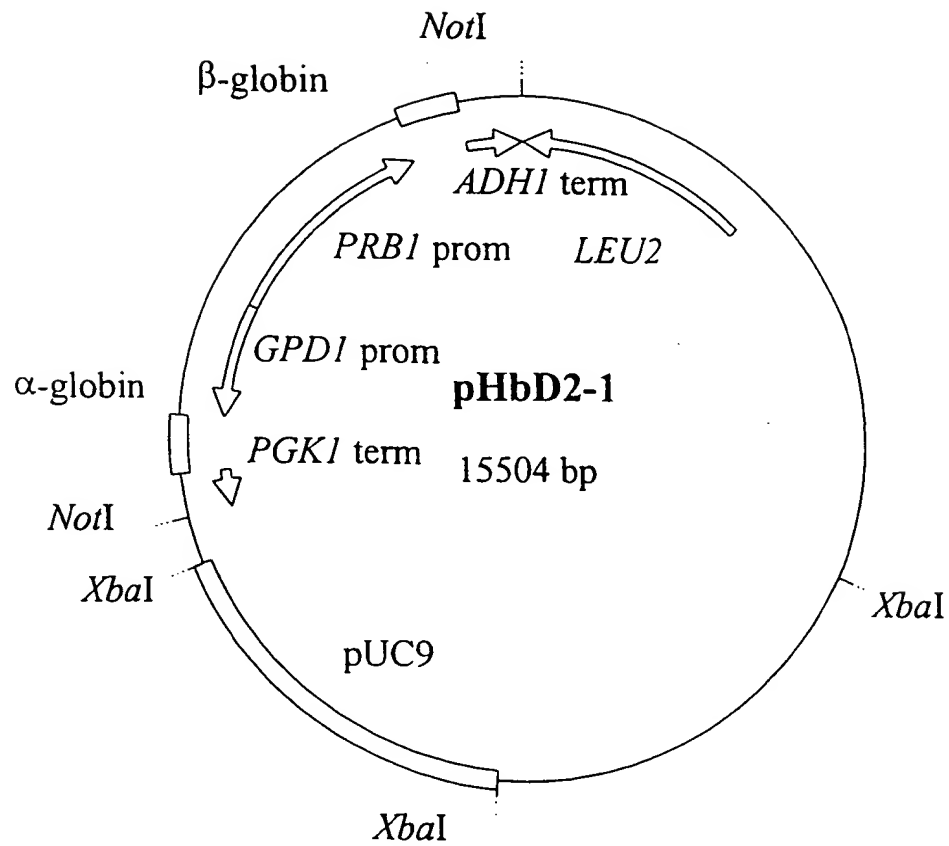 NotI
β-globin
ADH1 term
PRB1 prom
LEU2
GPD1 prom
α-globin
pHbD2-1
PGK1 term
15504 bp
NotI
XbaI
XbaI
pUC9
XbaI